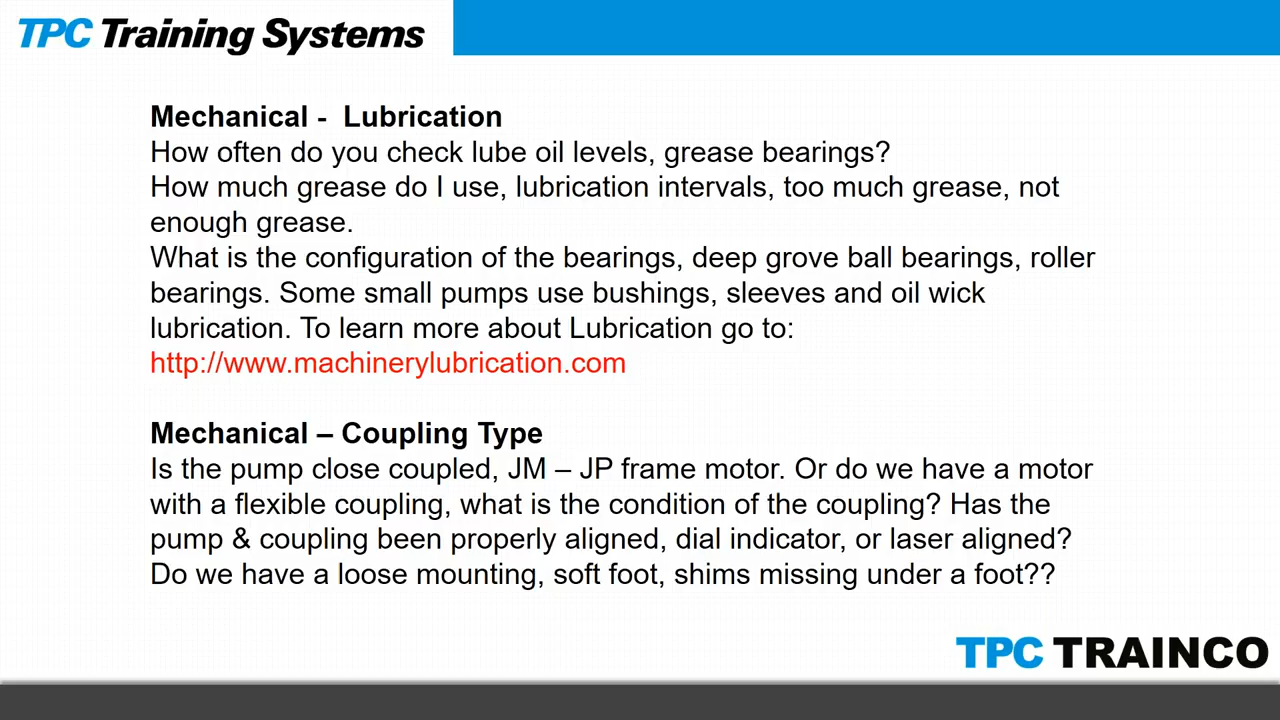 TPC Training Systems
Mechanical -  Lubrication
How often do you check lube oil levels, grease bearings?
How much grease do I use, lubrication intervals, too much grease, not
enough grease.
What is the configuration of the bearings, deep grove ball bearings, roller
bearings. Some small pumps use bushings, sleeves and oil wick
lubrication. To learn more about Lubrication go to:
http://www.machinerylubrication.com
Mechanical – Coupling Type
Is the pump close coupled, JM – JP frame motor. Or do we have a motor
with a flexible coupling, what is the condition of the coupling? Has the
pump & coupling been properly aligned, dial indicator, or laser aligned?
Do we have a loose mounting, soft foot, shims missing under a foot??
TPC TRAINCO